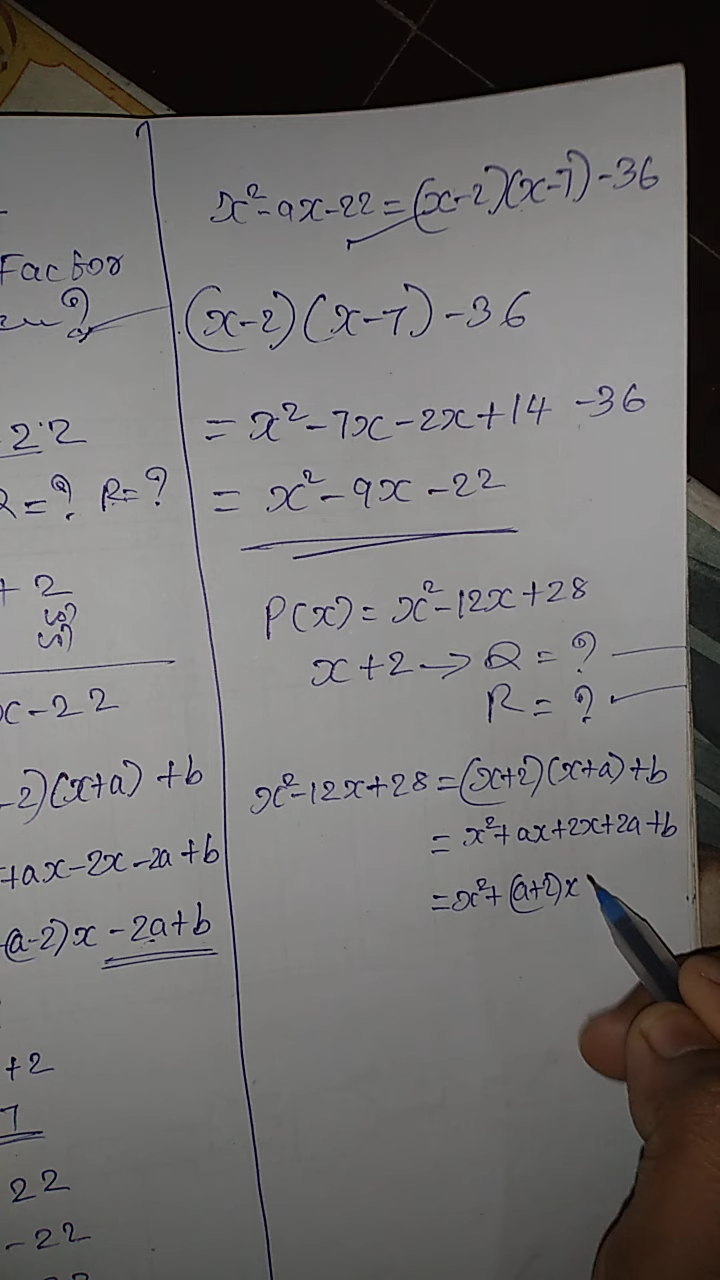 Factor
22
R=? 
+ 2
x-22
-2)(x+a) +b
+ax-2x-2a+b
(a-2)x -2a+b
+2
7
22
-22
x²-9x-22=(x-2)(x-7)-36
(x-2)(x-7)-36
= x²-7x-2x+14 -36
= x²-9x-22
P(x)= x²-12x+28
x+2→ Q = ?
R = ?
x²-12x+28=(x+2)(x+a)+b
= x²+ax+2x+2a+b
=x²+(a+2)x